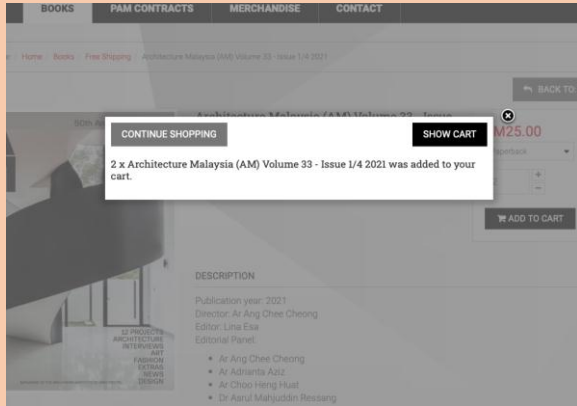 BOOKS PAM CONTRACTS MERCHANDISE CONTACT
Home Books Free Shipping Architecture Malaysia (AM) Volume 33 - Issue 1/4 2021
BACK TO:
Architecture Malaysia (AM) Volume 33 - Issue
CONTINUE SHOPPING
SHOW CART
2 x Architecture Malaysia (AM) Volume 33 - Issue 1/4 2021 was added to your
cart.
M25.00
Paperback
ADD TO CART
12 PROJECTS
ARCHITECTURE
INTERVIEWS
ART
FASHION
EXTRAS
NEWS
DESIGN
DESCRIPTION
Publication year: 2021
Director: Ar Ang Chee Cheong
Editor: Lina Esa
Editorial Panel:
Ar Ang Chee Cheong
Ar Adrianta Aziz
Ar Choo Heng Huat
Dr Asrul Mahjuddin Ressang